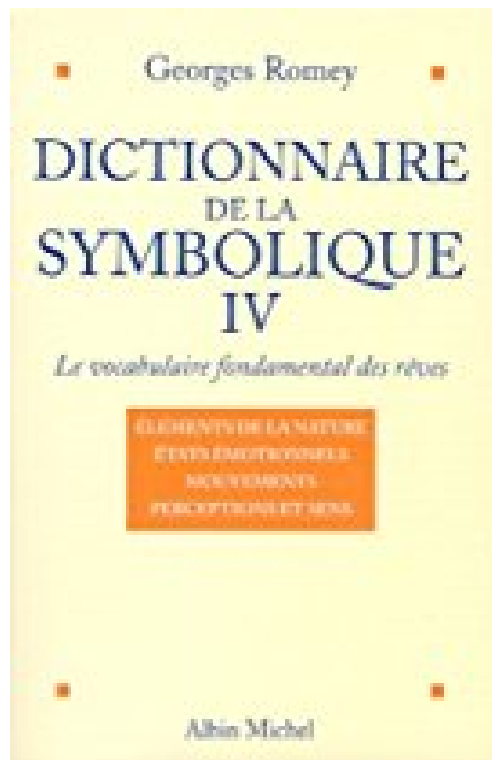 Georges Romey
DICTIONNAIRE
DE LA
SYMBOLIQUE
IV
Le vocabulaire fondamental des rêves
ÉLÉMENTS DE LA NATURE
ÉTATS ÉMOTIONNELS
MOUVEMENTS
PERCEPTIONS ET SENS
Albin Michel